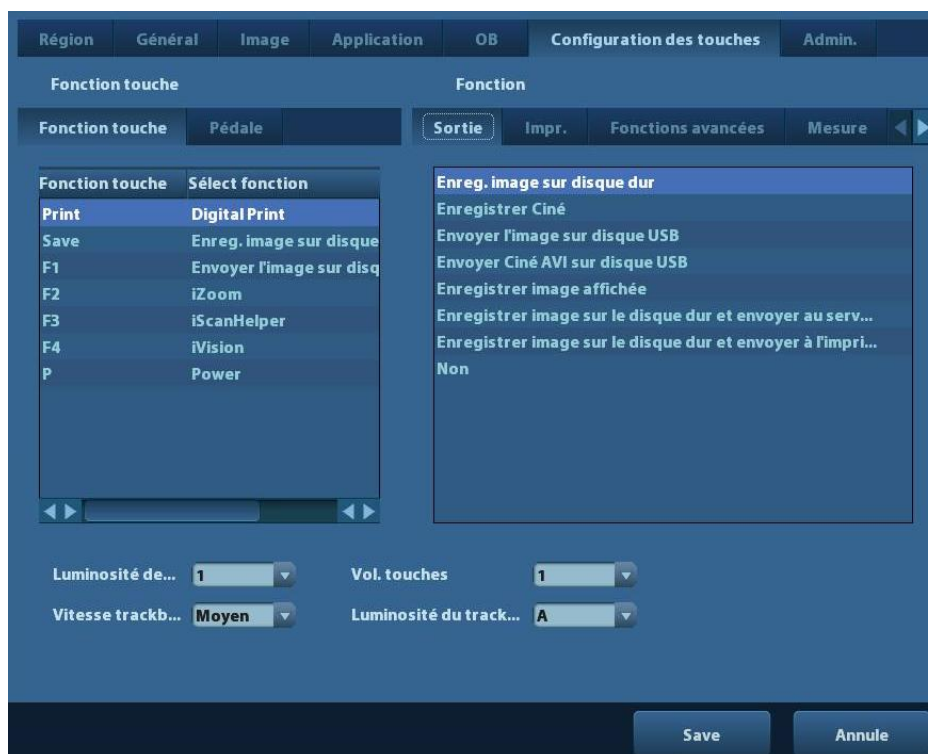 Région Général Image Application OB Configuration des touches Admin.
Fonction touche Fonction
Fonction touche Pédale Sortie Impr. Fonctions avancées Mesure
Fonction touche Sélect fonction
Print Digital Print
Save Enreg. image sur disque
F1 Envoyer l'image sur disq
F2 iZoom
F3 iScanHelper
F4 iVision
P Power
Enreg. image sur disque dur
Enregistrer Ciné
Envoyer l'image sur disque USB
Envoyer Ciné AVI sur disque USB
Enregistrer image affichée
Enregistrer image sur le disque dur et envoyer au serv...
Enregistrer image sur le disque dur et envoyer à l'impri...
Non
Luminosité de... 1 Vol. touches 1
Vitesse trackb... Moyen Luminosité du track... A
Save Annule